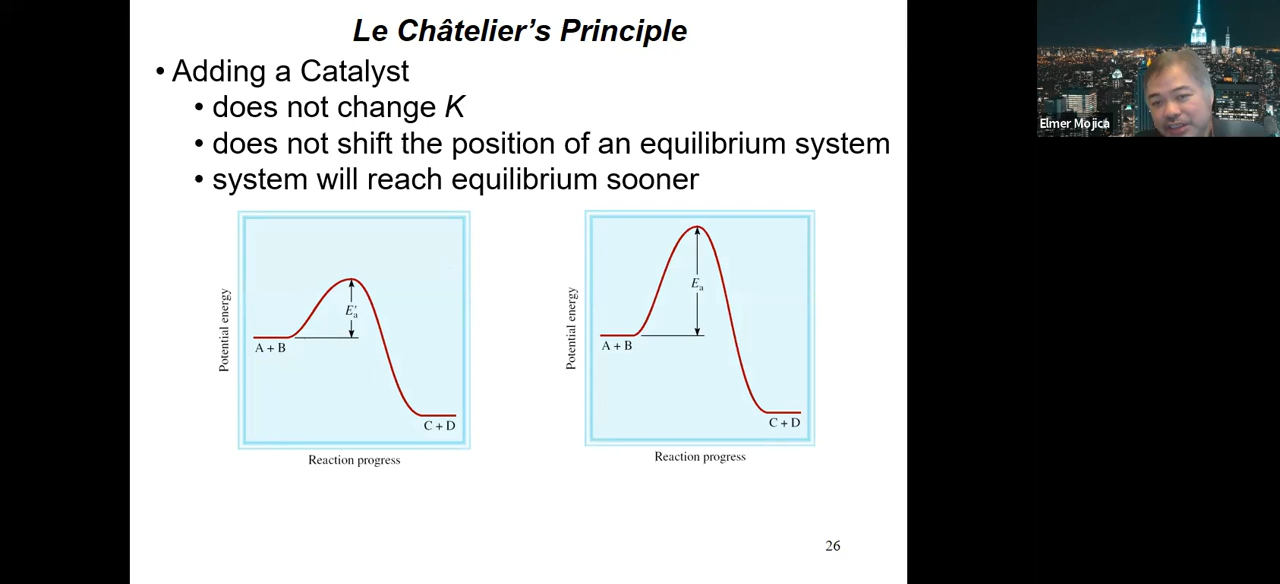 Le Châtelier's Principle
• Adding a Catalyst
• does not change K
• does not shift the position of an equilibrium system
• system will reach equilibrium sooner
Elmer Mojica
Potential energy
E′a
A + B
C + D
Reaction progress
Potential energy
Ea
A + B
C + D
Reaction progress
26